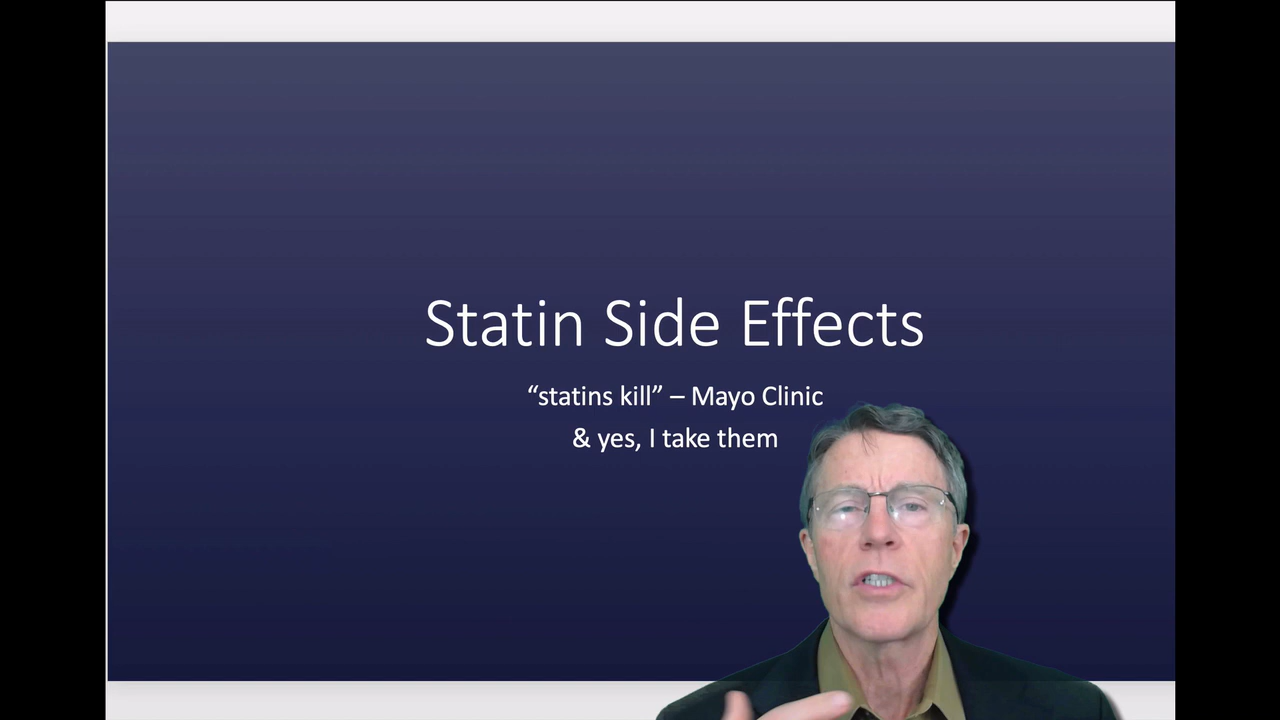 Statin Side Effects
“statins kill” – Mayo Clinic
& yes, I take them